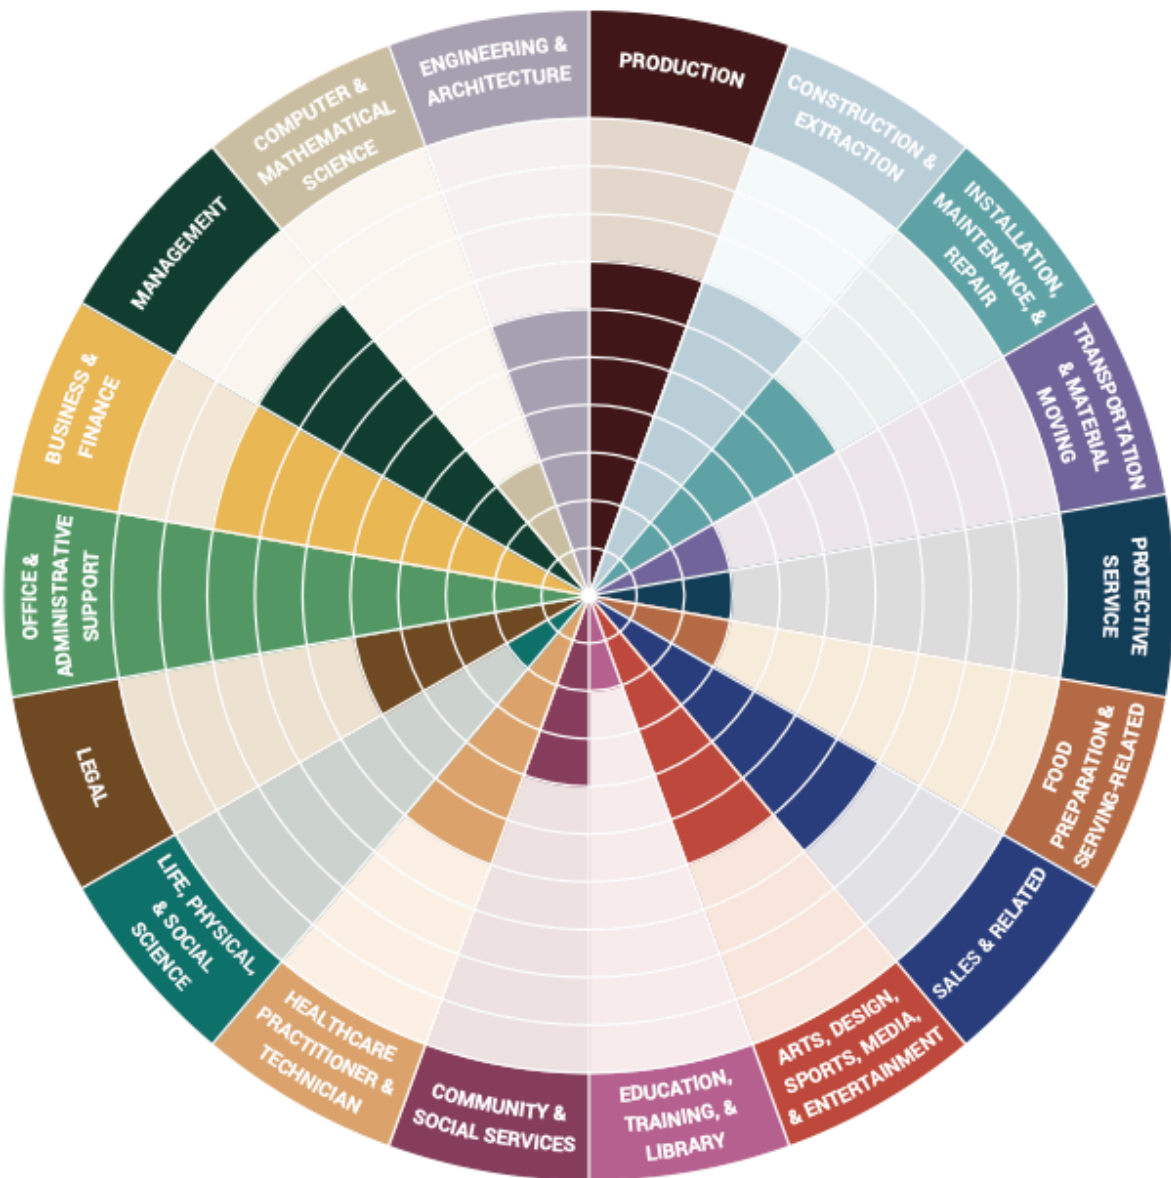 ENGINEERING &
ARCHITECTURE
PRODUCTION
CONSTRUCTION &
EXTRACTION
INSTALLATION,
MAINTENANCE, &
REPAIR
TRANSPORTATION
& MATERIAL
MOVING
PROTECTIVE
SERVICE
FOOD
PREPARATION &
SERVING-RELATED
SALES & RELATED
ARTS, DESIGN,
SPORTS, MEDIA,
& ENTERTAINMENT
EDUCATION,
TRAINING, &
LIBRARY
COMMUNITY &
SOCIAL SERVICES
HEALTHCARE
PRACTITIONER &
TECHNICIAN
LIFE, PHYSICAL,
& SOCIAL
SCIENCE
LEGAL
OFFICE &
ADMINISTRATIVE
SUPPORT
BUSINESS &
FINANCE
MANAGEMENT
COMPUTER &
MATHEMATICAL
SCIENCE